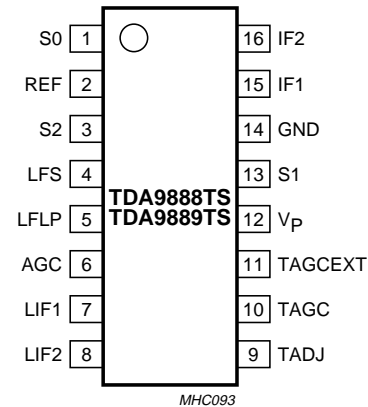 S0 1 16 IF2
REF 2 15 IF1
S2 3 14 GND
LFS 4 13 S1
TDA9888TS
TDA9889TS
LFLP 5 12 VP
AGC 6 11 TAGCEXT
LIF1 7 10 TAGC
LIF2 8 9 TADJ
MHC093